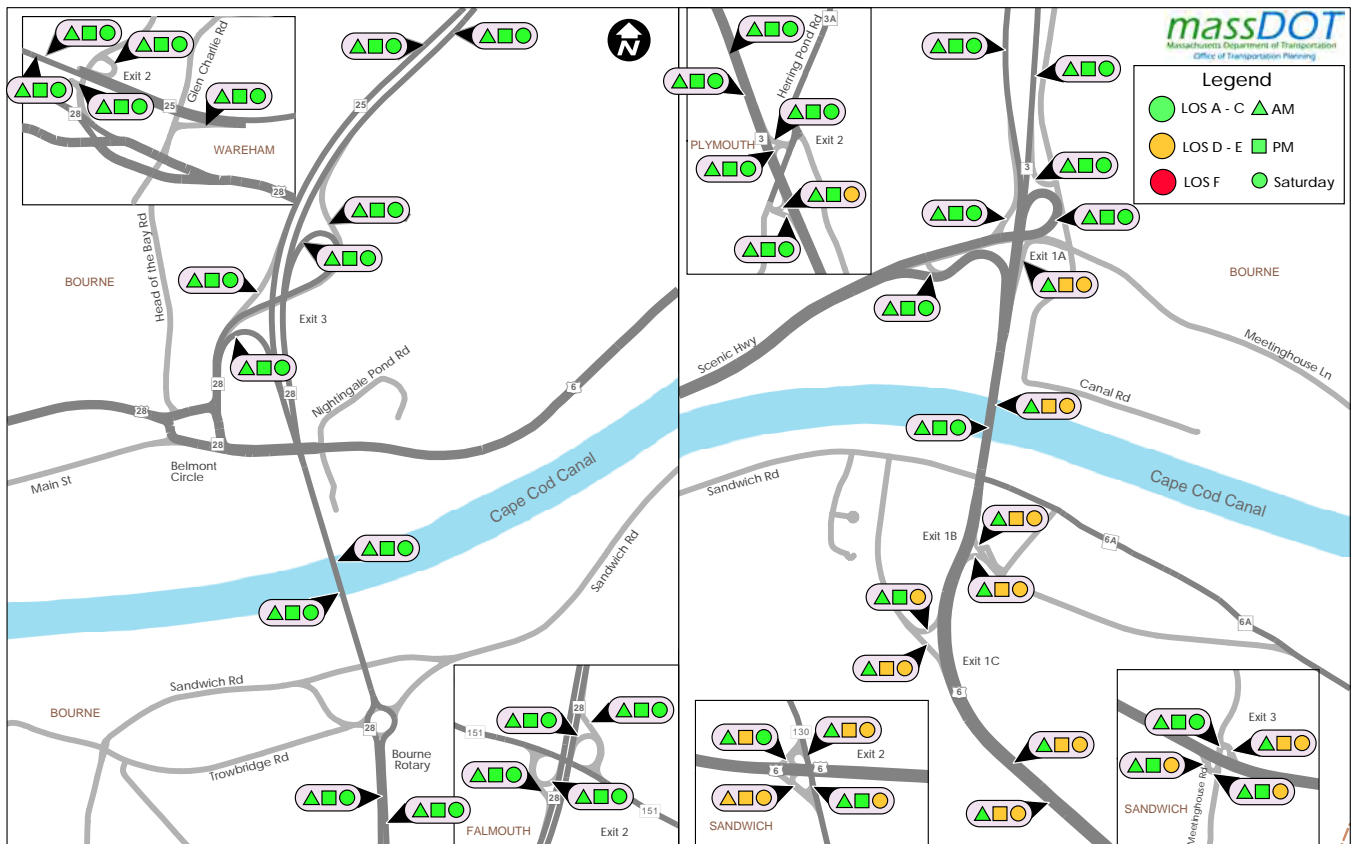 Glen Charlie Rd
Exit 2
25
28
WAREHAM
28
N
25
BOURNE
Head of the Bay Rd
Exit 3
28
28
Nightingale Pond Rd
6
28
28
Belmont
Circle
Main St
Cape Cod Canal
Sandwich Rd
Sandwich Rd
BOURNE
28
Trowbridge Rd
Bourne
Rotary
28
151
28
151
FALMOUTH
Exit 2
3A
Herring Pond Rd
3
PLYMOUTH
Exit 2
massDOT
Massachusetts Department of Transportation
Office of Transportation Planning
Legend
LOS A - C
AM
LOS D - E
PM
LOS F
Saturday
3
Exit 1A
BOURNE
Scenic Hwy
Meetinghouse Ln
Canal Rd
Sandwich Rd
Cape Cod Canal
Exit 1B
6A
6A
Exit 1C
6
130
Exit 2
6
6
SANDWICH
Exit 3
SANDWICH
Meetinghouse Rd